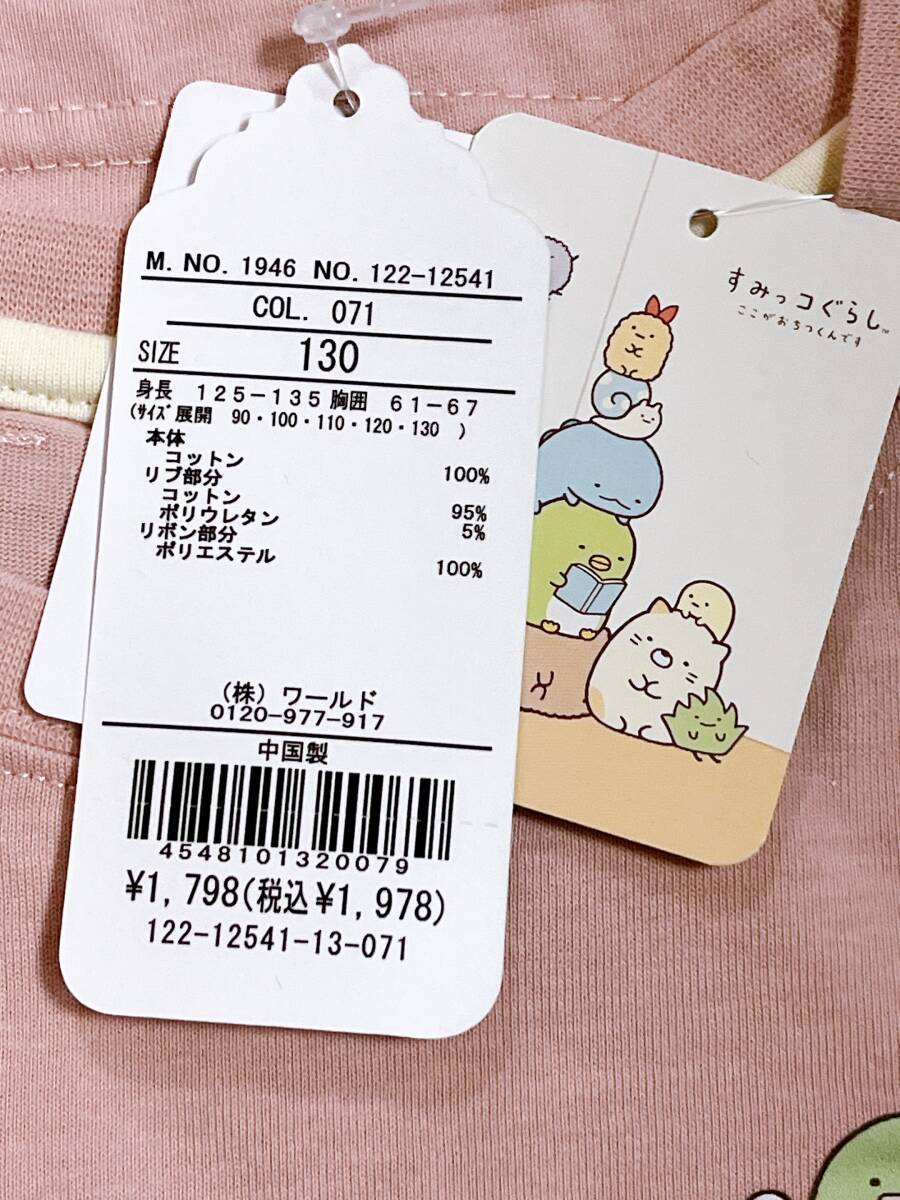 M. NO. 1946 NO. 122-12541
COL. 071
SIZE 130
身長 125-135 胸囲 61-67
(ｻｲｽﾞ展開 90・100・110・120・130 )
本体
コットン 100%
リブ部分
コットン 95%
ポリウレタン 5%
リボン部分
ポリエステル 100%
(株) ワールド
0120-977-917
中国製
4548101320079
¥1,798(税込¥1,978)
122-12541-13-071
すみっコぐらし™
ここがおちつくんです